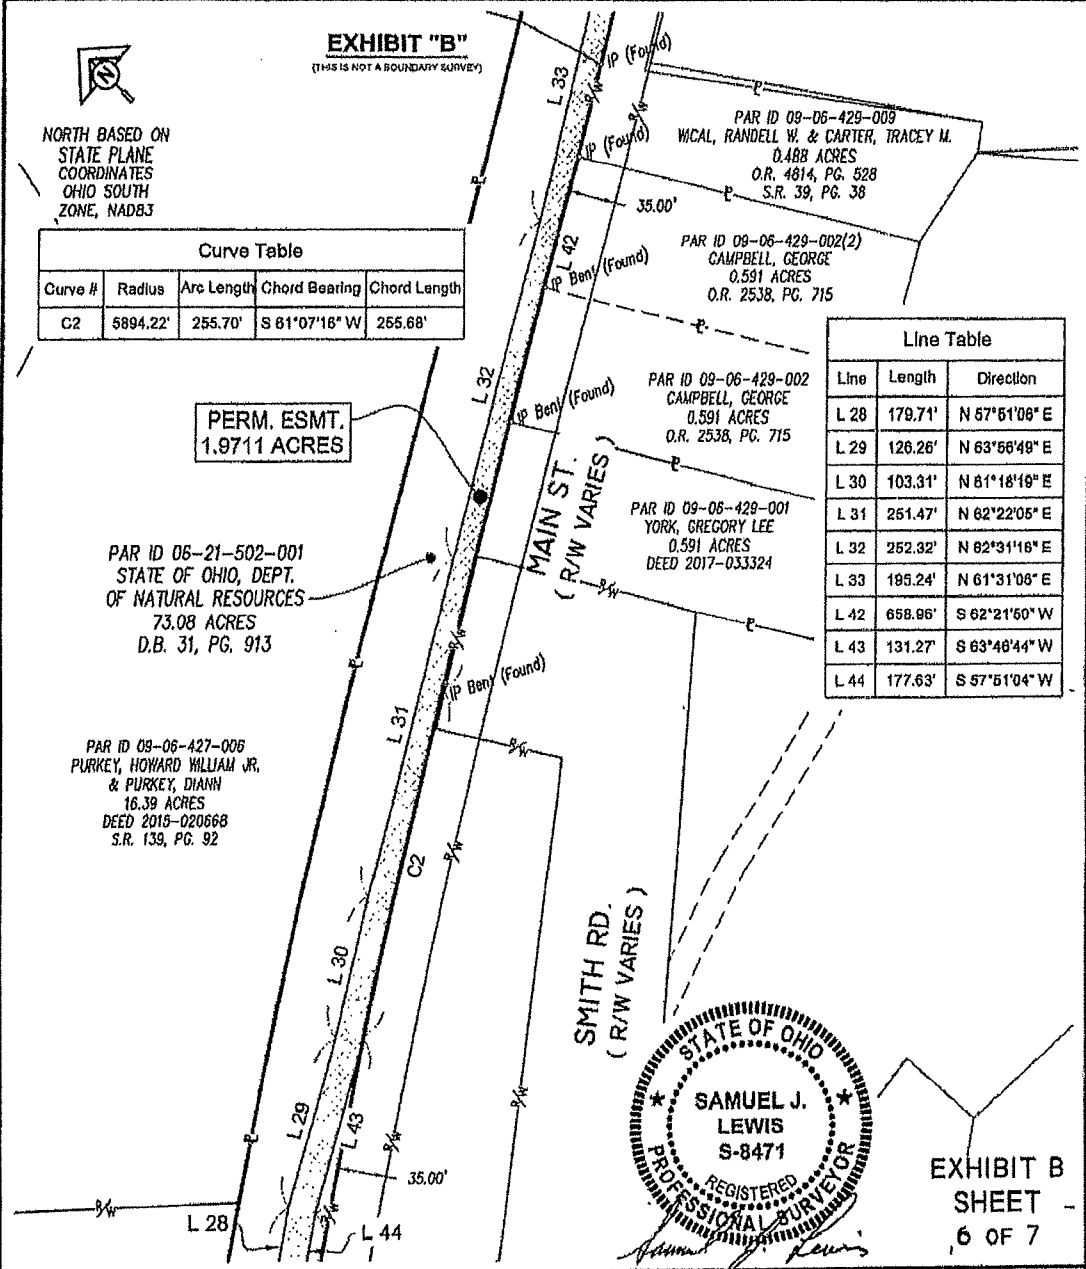 EXHIBIT "B"
(THIS IS NOT A BOUNDARY SURVEY)
N
NORTH BASED ON
STATE PLANE
COORDINATES
OHIO SOUTH
ZONE, NAD83
Curve Table
Curve # Radius Arc Length Chord Bearing Chord Length
C2 5894.22' 255.70' S 61°07'16" W 255.68'
L 33
IP (Found)
R/W
R/W
IP (Found)
35.00'
L 42
IP Bent (Found)
L 32
IP Bent (Found)
PAR ID 09-06-429-009
WICAL, RANDELL W. & CARTER, TRACEY M.
0.488 ACRES
O.R. 4814, PG. 528
S.R. 39, PG. 38
PAR ID 09-06-429-002(2)
CAMPBELL, GEORGE
0.591 ACRES
O.R. 2538, PG. 715
PAR ID 09-06-429-002
CAMPBELL, GEORGE
0.591 ACRES
O.R. 2538, PG. 715
PAR ID 09-06-429-001
YORK, GREGORY LEE
0.591 ACRES
DEED 2017-033324
Line Table
Line Length Direction
L 28 179.71' N 57°51'06" E
L 29 126.26' N 63°56'49" E
L 30 103.31' N 61°18'19" E
L 31 251.47' N 62°22'05" E
L 32 252.32' N 62°31'16" E
L 33 195.24' N 61°31'06" E
L 42 658.96' S 62°21'50" W
L 43 131.27' S 63°46'44" W
L 44 177.63' S 57°51'04" W
PERM. ESMT.
1.9711 ACRES
MAIN ST.
( R/W VARIES )
R/W
PAR ID 06-21-502-001
STATE OF OHIO, DEPT.
OF NATURAL RESOURCES
73.08 ACRES
D.B. 31, PG. 913
R/W
IP Bent (Found)
L 31
R/W
PAR ID 09-06-427-006
PURKEY, HOWARD WILLIAM JR.
& PURKEY, DIANN
16.39 ACRES
DEED 2015-020668
S.R. 139, PG. 92
C2
R/W
L 30
SMITH RD.
( R/W VARIES )
L 29
L 43
R/W
R/W
35.00'
R/W
R/W
L 28
L 44
STATE OF OHIO
SAMUEL J.
LEWIS
S-8471
REGISTERED
PROFESSIONAL SURVEYOR
Samuel J. Lewis
EXHIBIT B
SHEET
6 OF 7